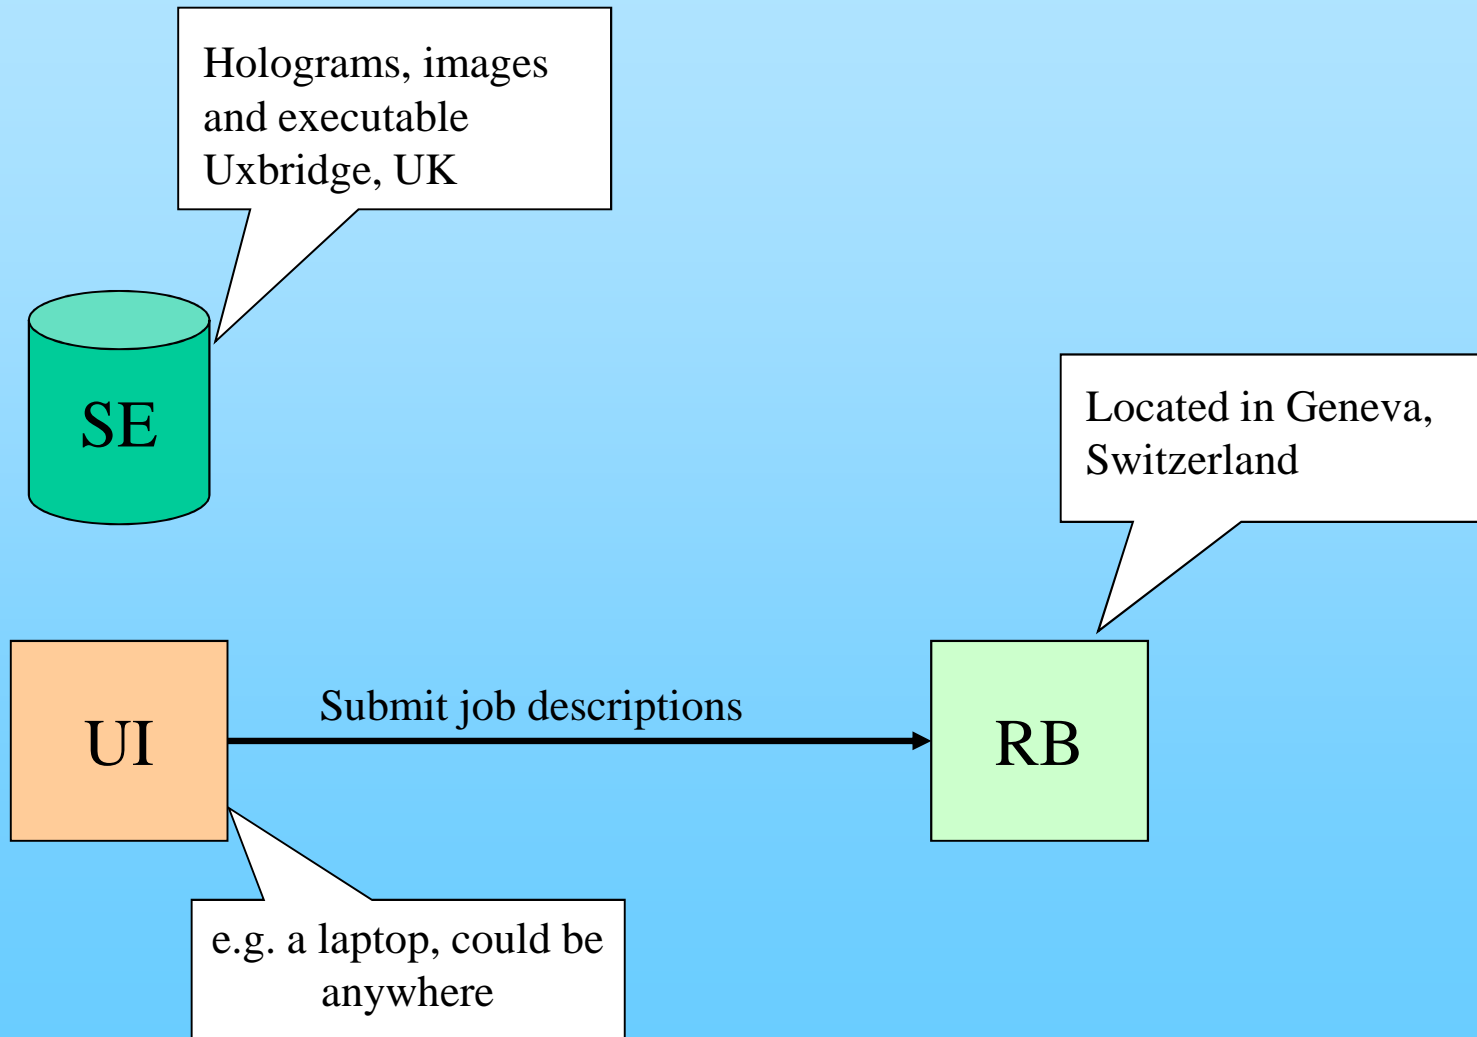 Holograms, images
and executable
Uxbridge, UK
SE
Located in Geneva,
Switzerland
UI
Submit job descriptions
RB
e.g. a laptop, could be
anywhere